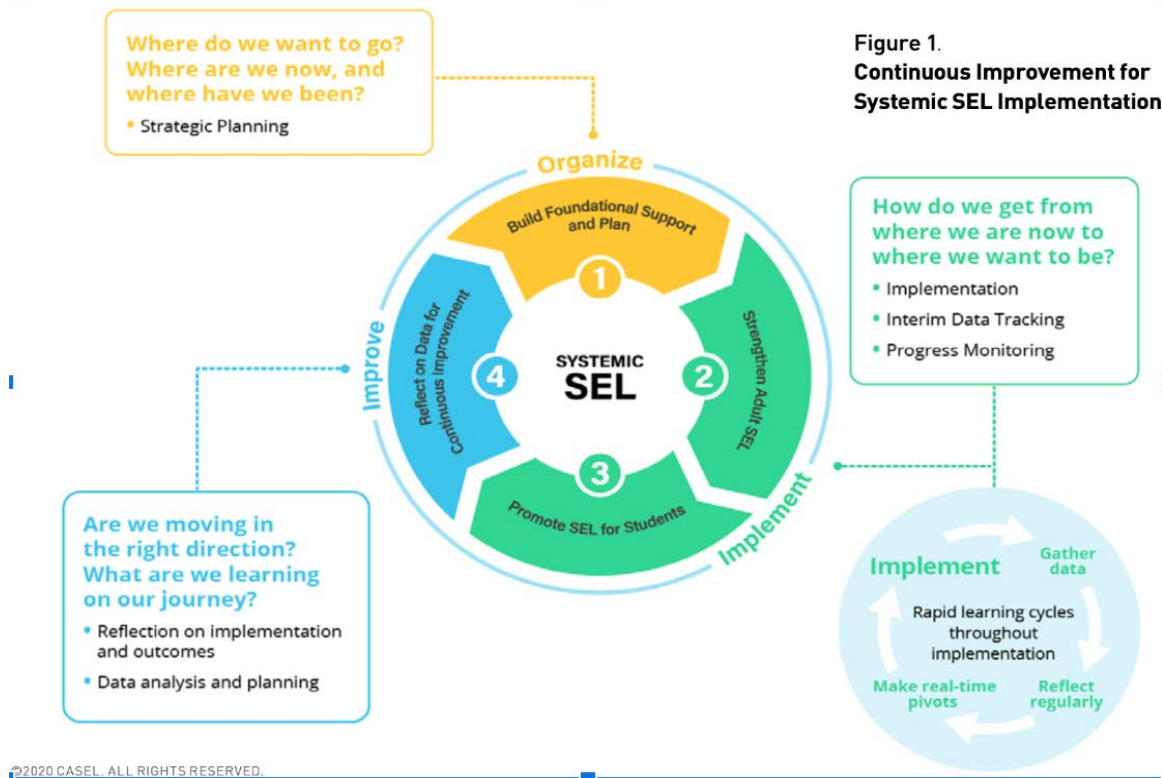 Figure 1.
Continuous Improvement for
Systemic SEL Implementation
Where do we want to go?
Where are we now, and
where have we been?
• Strategic Planning
Organize
Build Foundational Support
and Plan
1
How do we get from
where we are now to
where we want to be?
• Implementation
• Interim Data Tracking
• Progress Monitoring
Strengthen Adult SEL
2
SYSTEMIC
SEL
3
Promote SEL for Students
Implement
Improve
Reflect on Data for
Continuous Improvement
4
Are we moving in
the right direction?
What are we learning
on our journey?
• Reflection on implementation
and outcomes
• Data analysis and planning
Implement
Gather
data
Rapid learning cycles
throughout
implementation
Reflect
regularly
Make real-time
pivots
©2020 CASEL. ALL RIGHTS RESERVED.